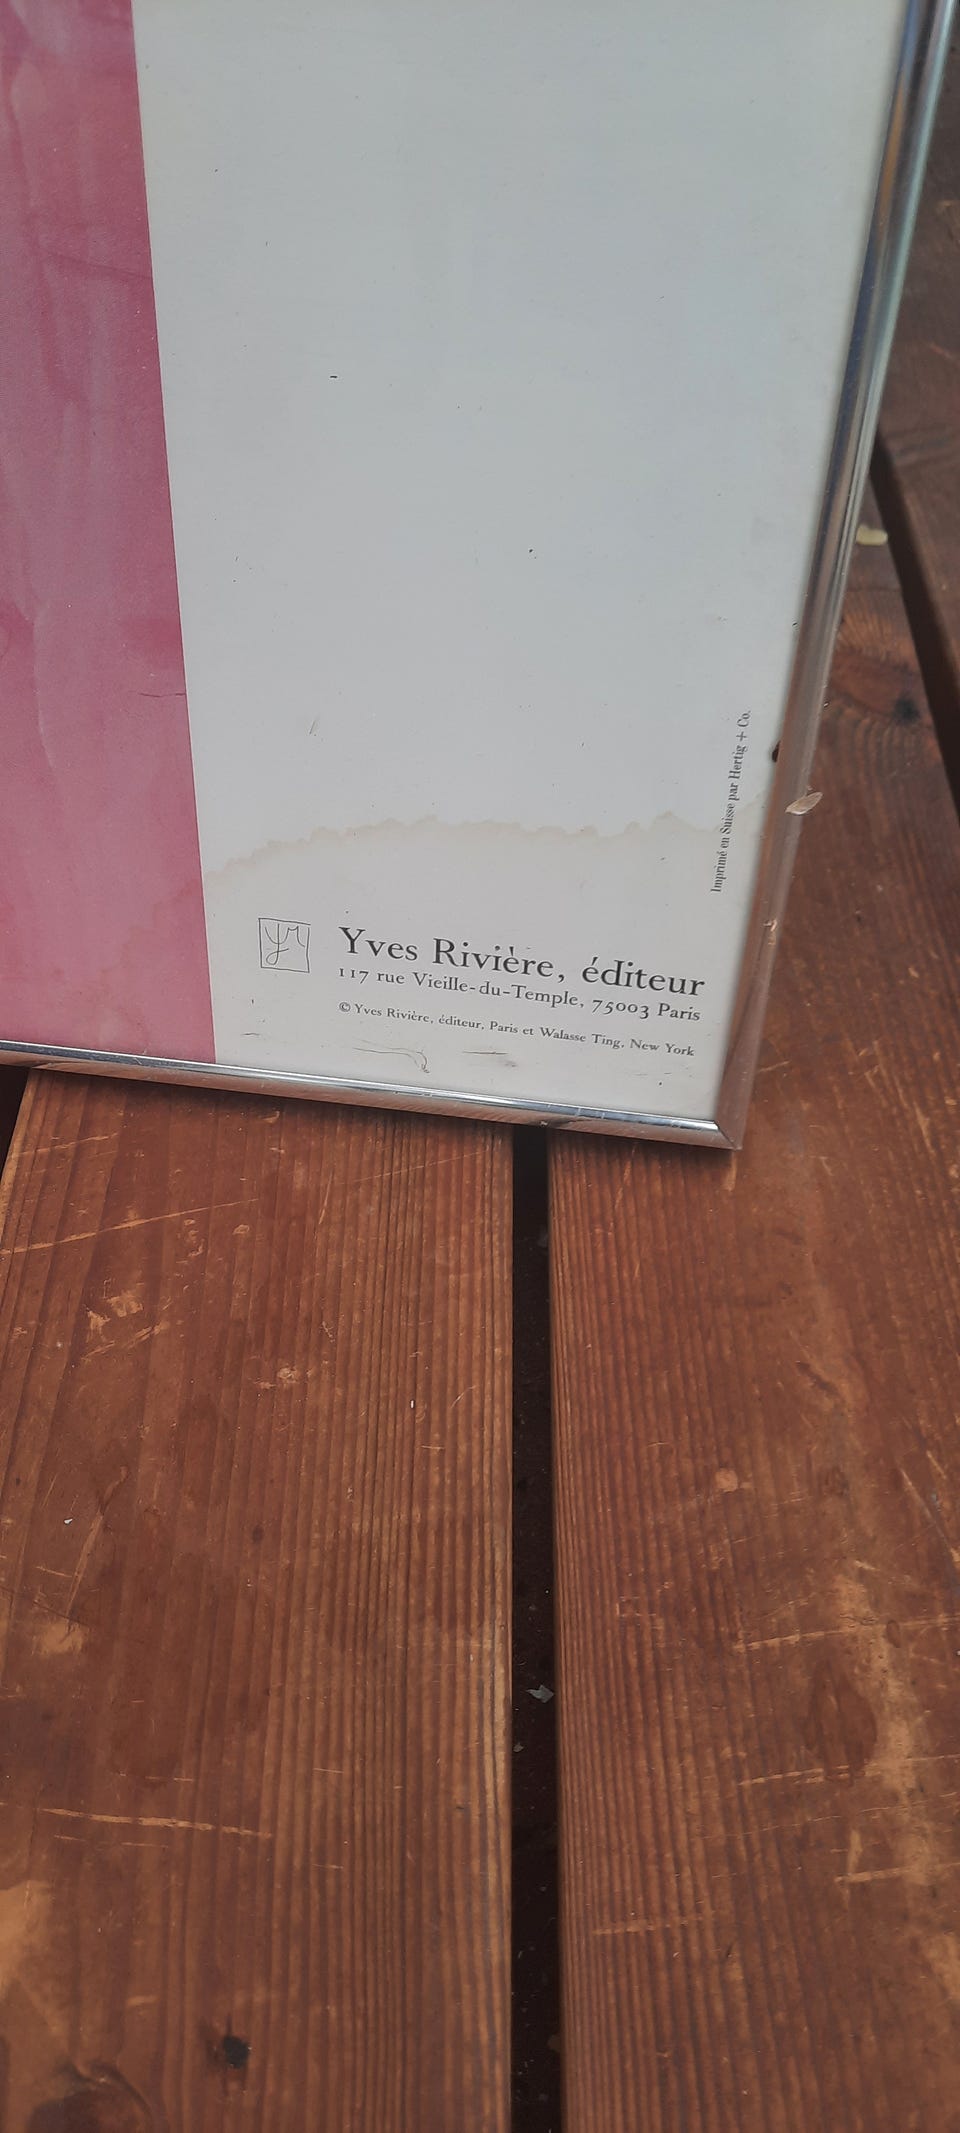 Imprimé en Suisse par Hertig + Co.
Yves Rivière, éditeur
117 rue Vieille-du-Temple, 75003 Paris
© Yves Rivière, éditeur, Paris et Walasse Ting, New York